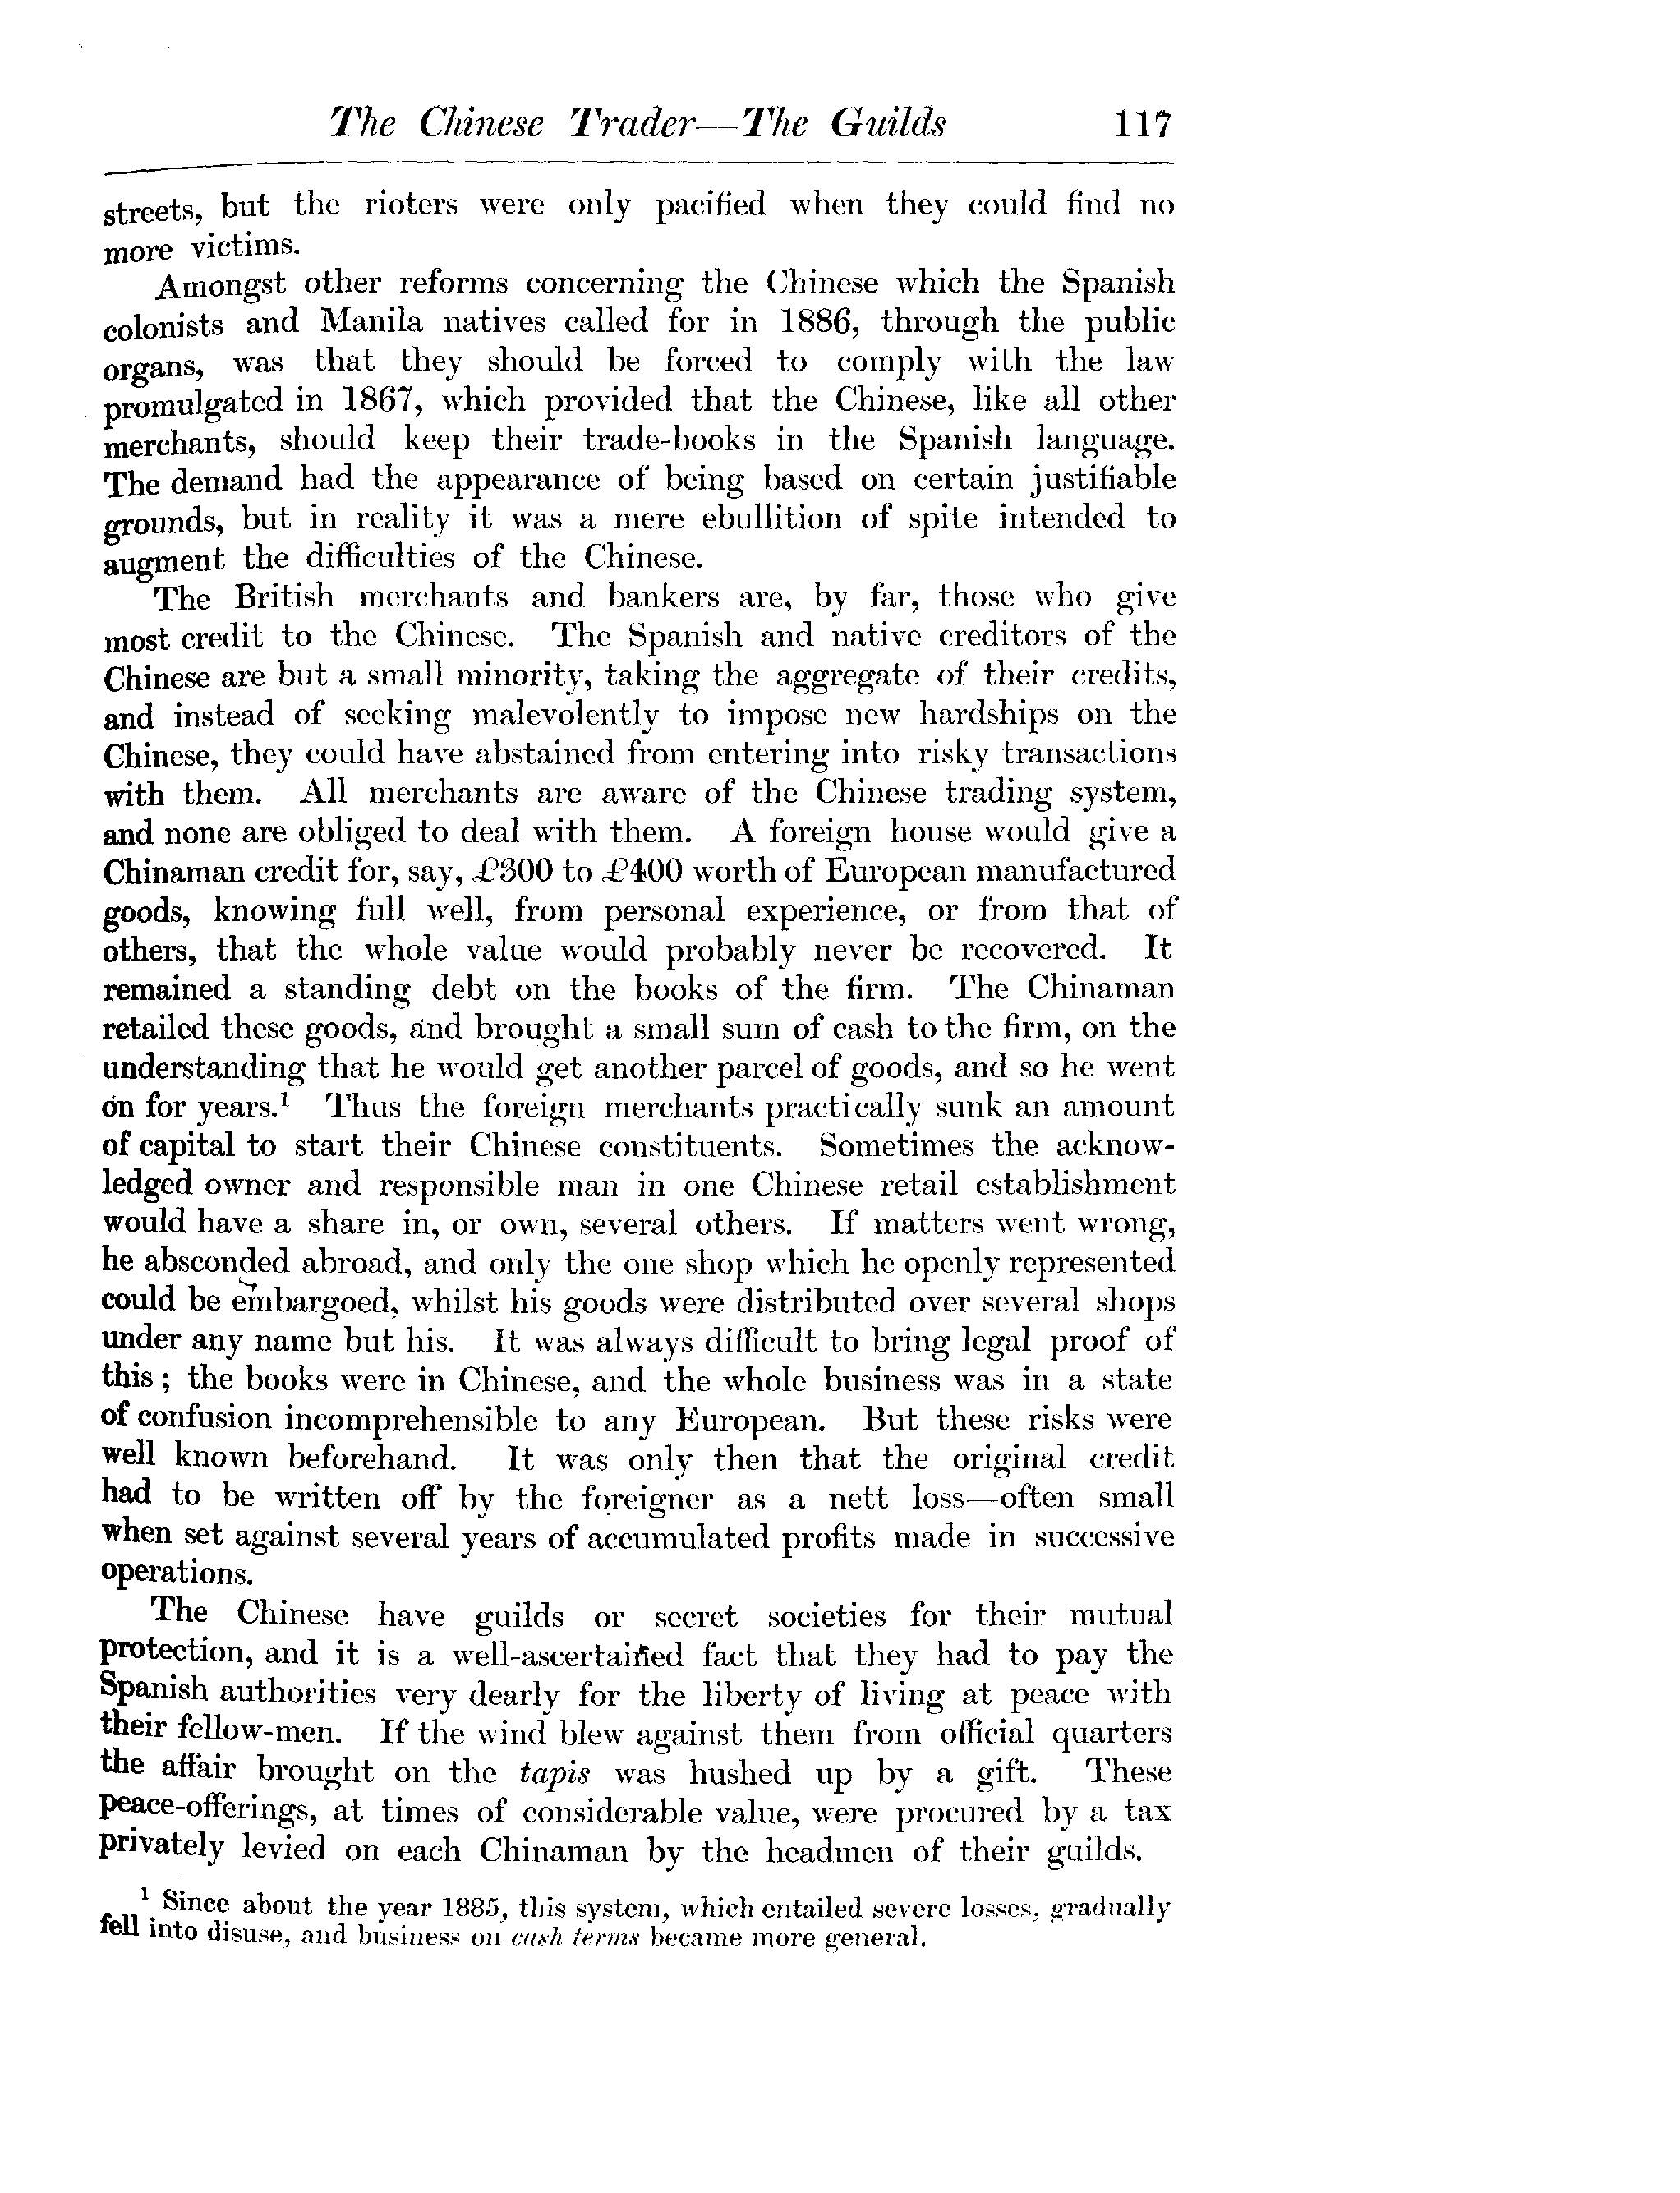 The Chinese Trader—The Guilds 117
streets, but the rioters were only pacified when they could find no
more victims.
Amongst other reforms concerning the Chinese which the Spanish
colonists and Manila natives called for in 1886, through the public
organs, was that they should be forced to comply with the law
promulgated in 1867, which provided that the Chinese, like all other
merchants, should keep their trade-books in the Spanish language.
The demand had the appearance of being based on certain justifiable
grounds, but in reality it was a mere ebullition of spite intended to
augment the difficulties of the Chinese.
The British merchants and bankers are, by far, those who give
most credit to the Chinese. The Spanish and native creditors of the
Chinese are but a small minority, taking the aggregate of their credits,
and instead of seeking malevolently to impose new hardships on the
Chinese, they could have abstained from entering into risky transactions
with them. All merchants are aware of the Chinese trading system,
and none are obliged to deal with them. A foreign house would give a
Chinaman credit for, say, £300 to £400 worth of European manufactured
goods, knowing full well, from personal experience, or from that of
others, that the whole value would probably never be recovered. It
remained a standing debt on the books of the firm. The Chinaman
retailed these goods, and brought a small sum of cash to the firm, on the
understanding that he would get another parcel of goods, and so he went
on for years.¹ Thus the foreign merchants practically sunk an amount
of capital to start their Chinese constituents. Sometimes the acknow-
ledged owner and responsible man in one Chinese retail establishment
would have a share in, or own, several others. If matters went wrong,
he absconded abroad, and only the one shop which he openly represented
could be embargoed, whilst his goods were distributed over several shops
under any name but his. It was always difficult to bring legal proof of
this; the books were in Chinese, and the whole business was in a state
of confusion incomprehensible to any European. But these risks were
well known beforehand. It was only then that the original credit
had to be written off by the foreigner as a nett loss—often small
when set against several years of accumulated profits made in successive
operations.
The Chinese have guilds or secret societies for their mutual
protection, and it is a well-ascertained fact that they had to pay the
Spanish authorities very dearly for the liberty of living at peace with
their fellow-men. If the wind blew against them from official quarters
the affair brought on the tapis was hushed up by a gift. These
peace-offerings, at times of considerable value, were procured by a tax
privately levied on each Chinaman by the headmen of their guilds.
¹ Since about the year 1885, this system, which entailed severe losses, gradually
fell into disuse, and business on cash terms became more general.